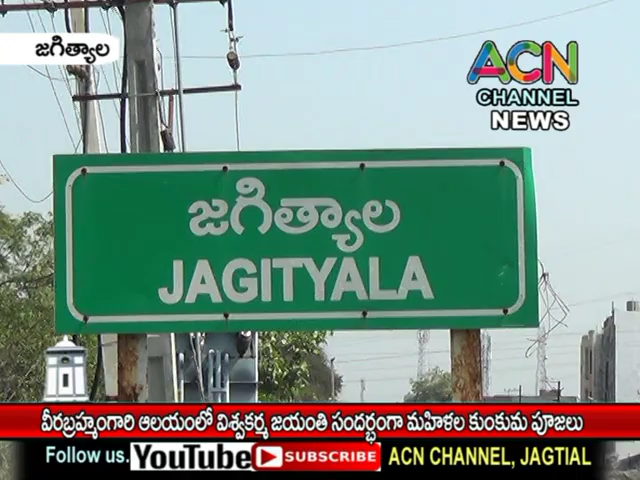 జగిత్యాల
ACN
CHANNEL
NEWS
జగిత్యాల
JAGITYALA
వీరబ్రహ్మంగారి ఆలయంలో విశ్వకర్మ జయంతి సందర్భంగా మహిళల కుంకుమ పూజలు
Follow us. YouTube SUBSCRIBE ACN CHANNEL, JAGTIAL